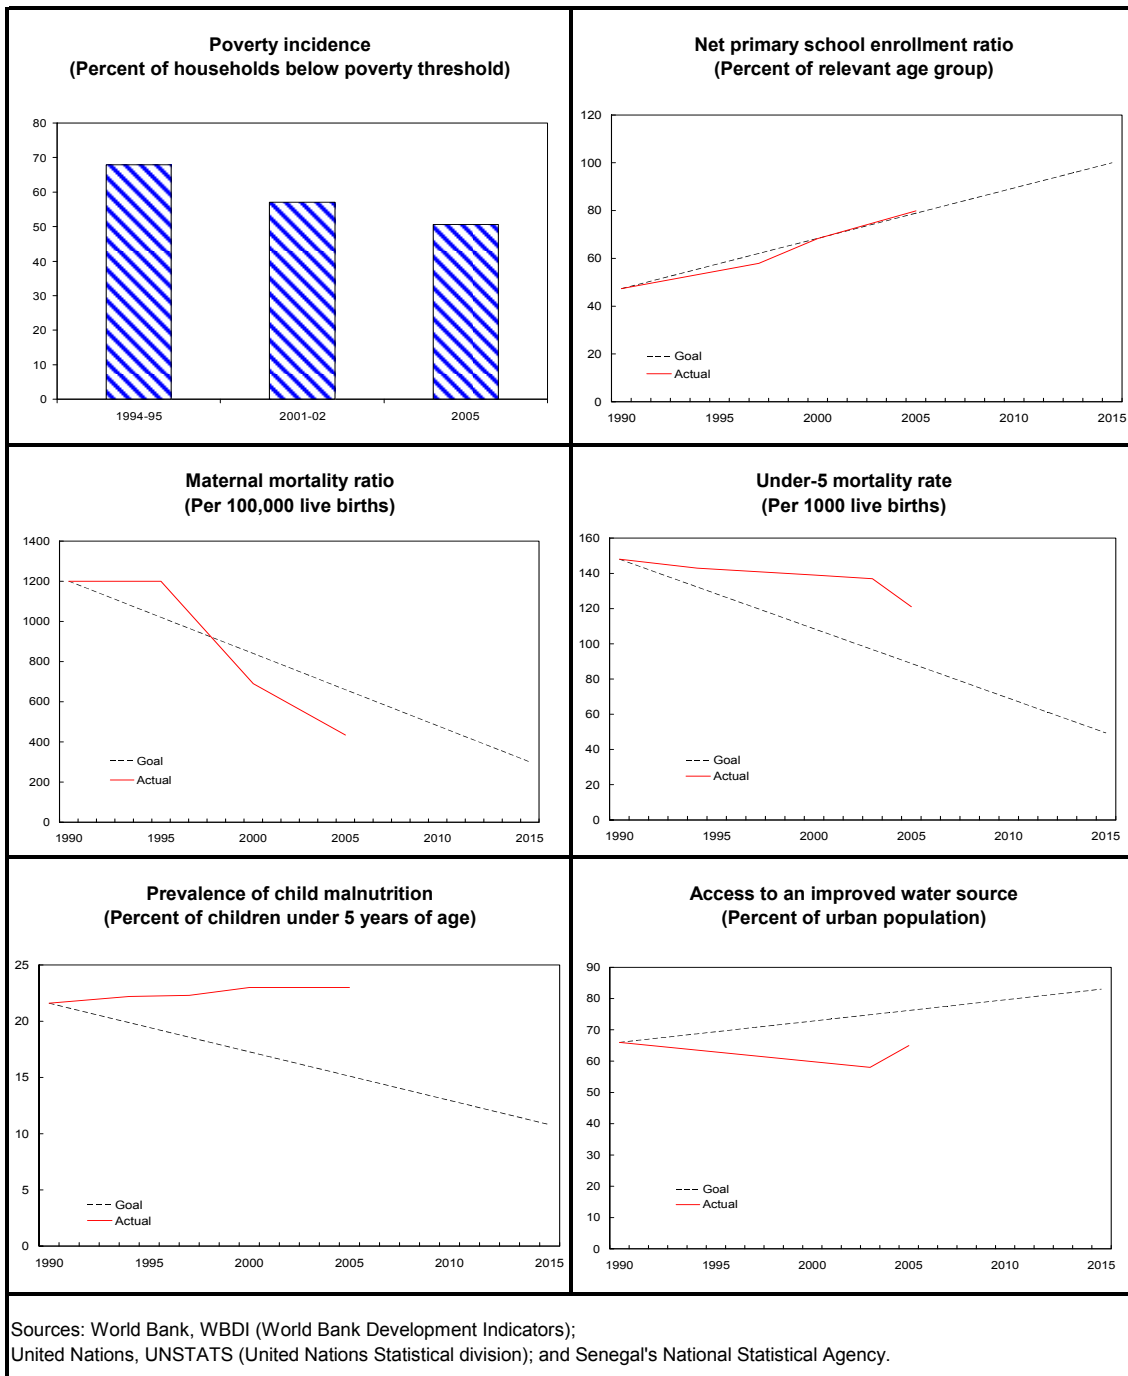 Poverty incidence
(Percent of households below poverty threshold)
80
70
60
50
40
30
20
10
0
1994-95 2001-02 2005
Net primary school enrollment ratio
(Percent of relevant age group)
120
100
80
60
40
20
0
Goal
Actual
1990 1995 2000 2005 2010 2015
Maternal mortality ratio
(Per 100,000 live births)
1400
1200
1000
800
600
400
200
0
Goal
Actual
1990 1995 2000 2005 2010 2015
Under-5 mortality rate
(Per 1000 live births)
160
140
120
100
80
60
40
20
0
Goal
Actual
1990 1995 2000 2005 2010 2015
Prevalence of child malnutrition
(Percent of children under 5 years of age)
25
20
15
10
5
0
Goal
Actual
1990 1995 2000 2005 2010 2015
Access to an improved water source
(Percent of urban population)
90
80
70
60
50
40
30
20
10
0
Goal
Actual
1990 1995 2000 2005 2010 2015
Sources: World Bank, WBDI (World Bank Development Indicators);
United Nations, UNSTATS (United Nations Statistical division); and Senegal's National Statistical Agency.